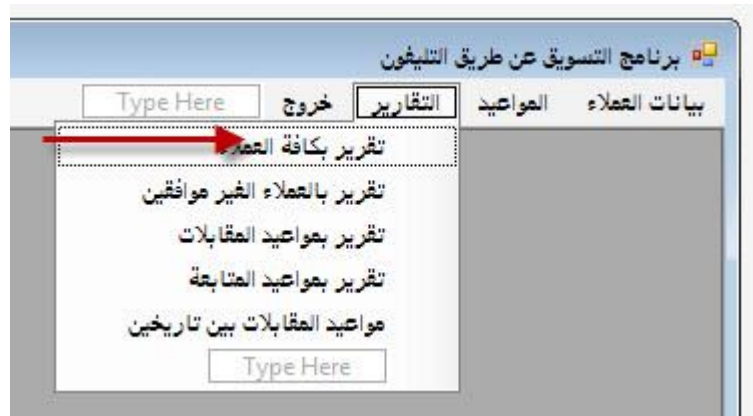 برنامج التسويق عن طريق التليفون
بيانات العملاء المواعيد التقارير خروج Type Here
تقرير بكافة العملاء
تقرير بالعملاء الغير موافقين
تقرير بمواعيد المقابلات
تقرير بمواعيد المتابعة
مواعيد المقابلات بين تاريخين
Type Here